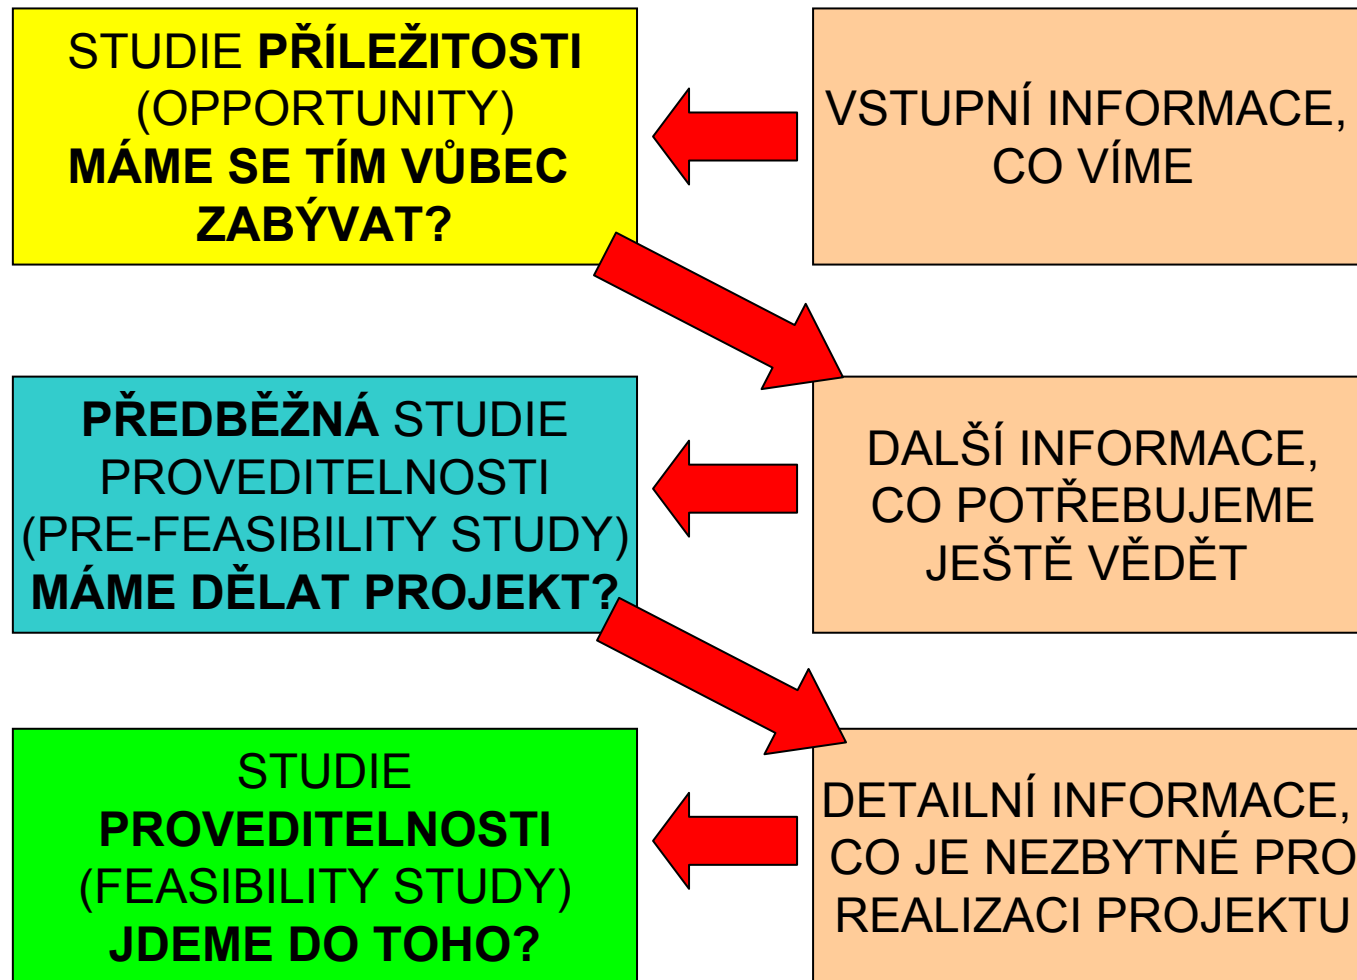 STUDIE PŘÍLEŽITOSTI
(OPPORTUNITY)
MÁME SE TÍM VŮBEC
ZABÝVAT?
VSTUPNÍ INFORMACE,
CO VÍME
PŘEDBĚŽNÁ STUDIE
PROVEDITELNOSTI
(PRE-FEASIBILITY STUDY)
MÁME DĚLAT PROJEKT?
DALŠÍ INFORMACE,
CO POTŘEBUJEME
JEŠTĚ VĚDĚT
STUDIE
PROVEDITELNOSTI
(FEASIBILITY STUDY)
JDEME DO TOHO?
DETAILNÍ INFORMACE,
CO JE NEZBYTNÉ PRO
REALIZACI PROJEKTU